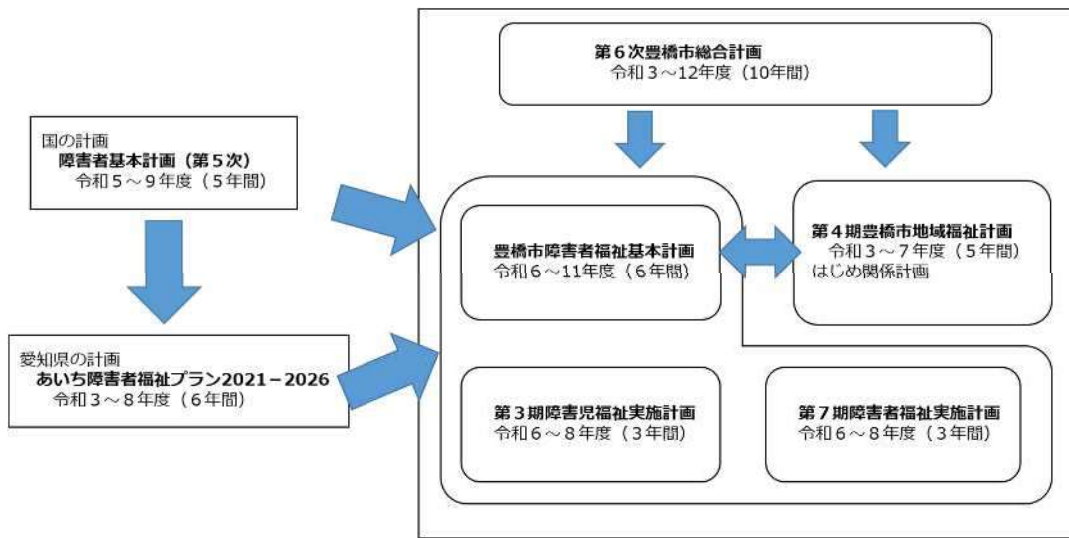 第６次豊橋市総合計画
令和３～12年度（10年間）
国の計画
障害者基本計画（第５次）
令和５～９年度（５年間）
豊橋市障害者福祉基本計画
令和６～11年度（６年間）
第４期豊橋市地域福祉計画
令和３～７年度（５年間）
はじめ関係計画
愛知県の計画
あいち障害者福祉プラン2021－2026
令和３～８年度（６年間）
第３期障害児福祉実施計画
令和６～８年度（３年間）
第７期障害者福祉実施計画
令和６～８年度（３年間）